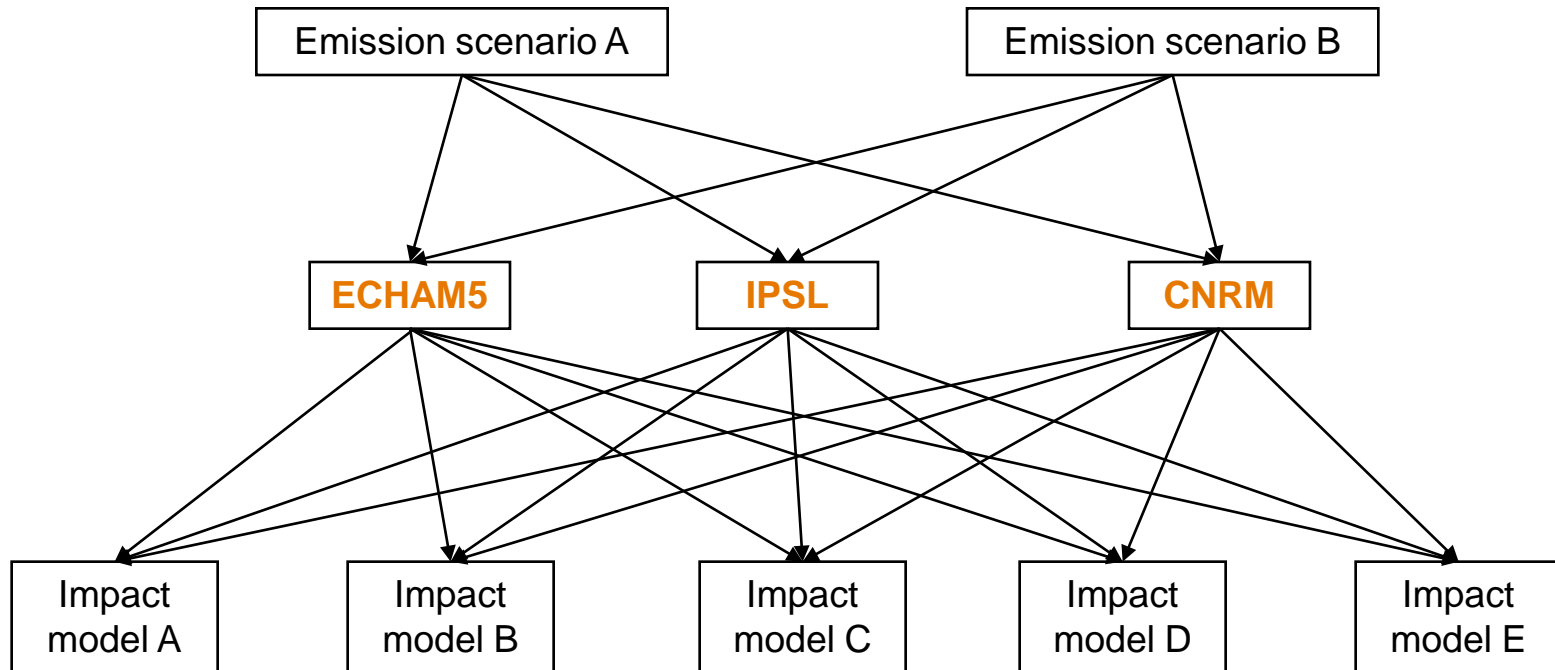 Emission scenario A
Emission scenario B
ECHAM5
IPSL
CNRM
Impact
model A
Impact
model B
Impact
model C
Impact
model D
Impact
model E